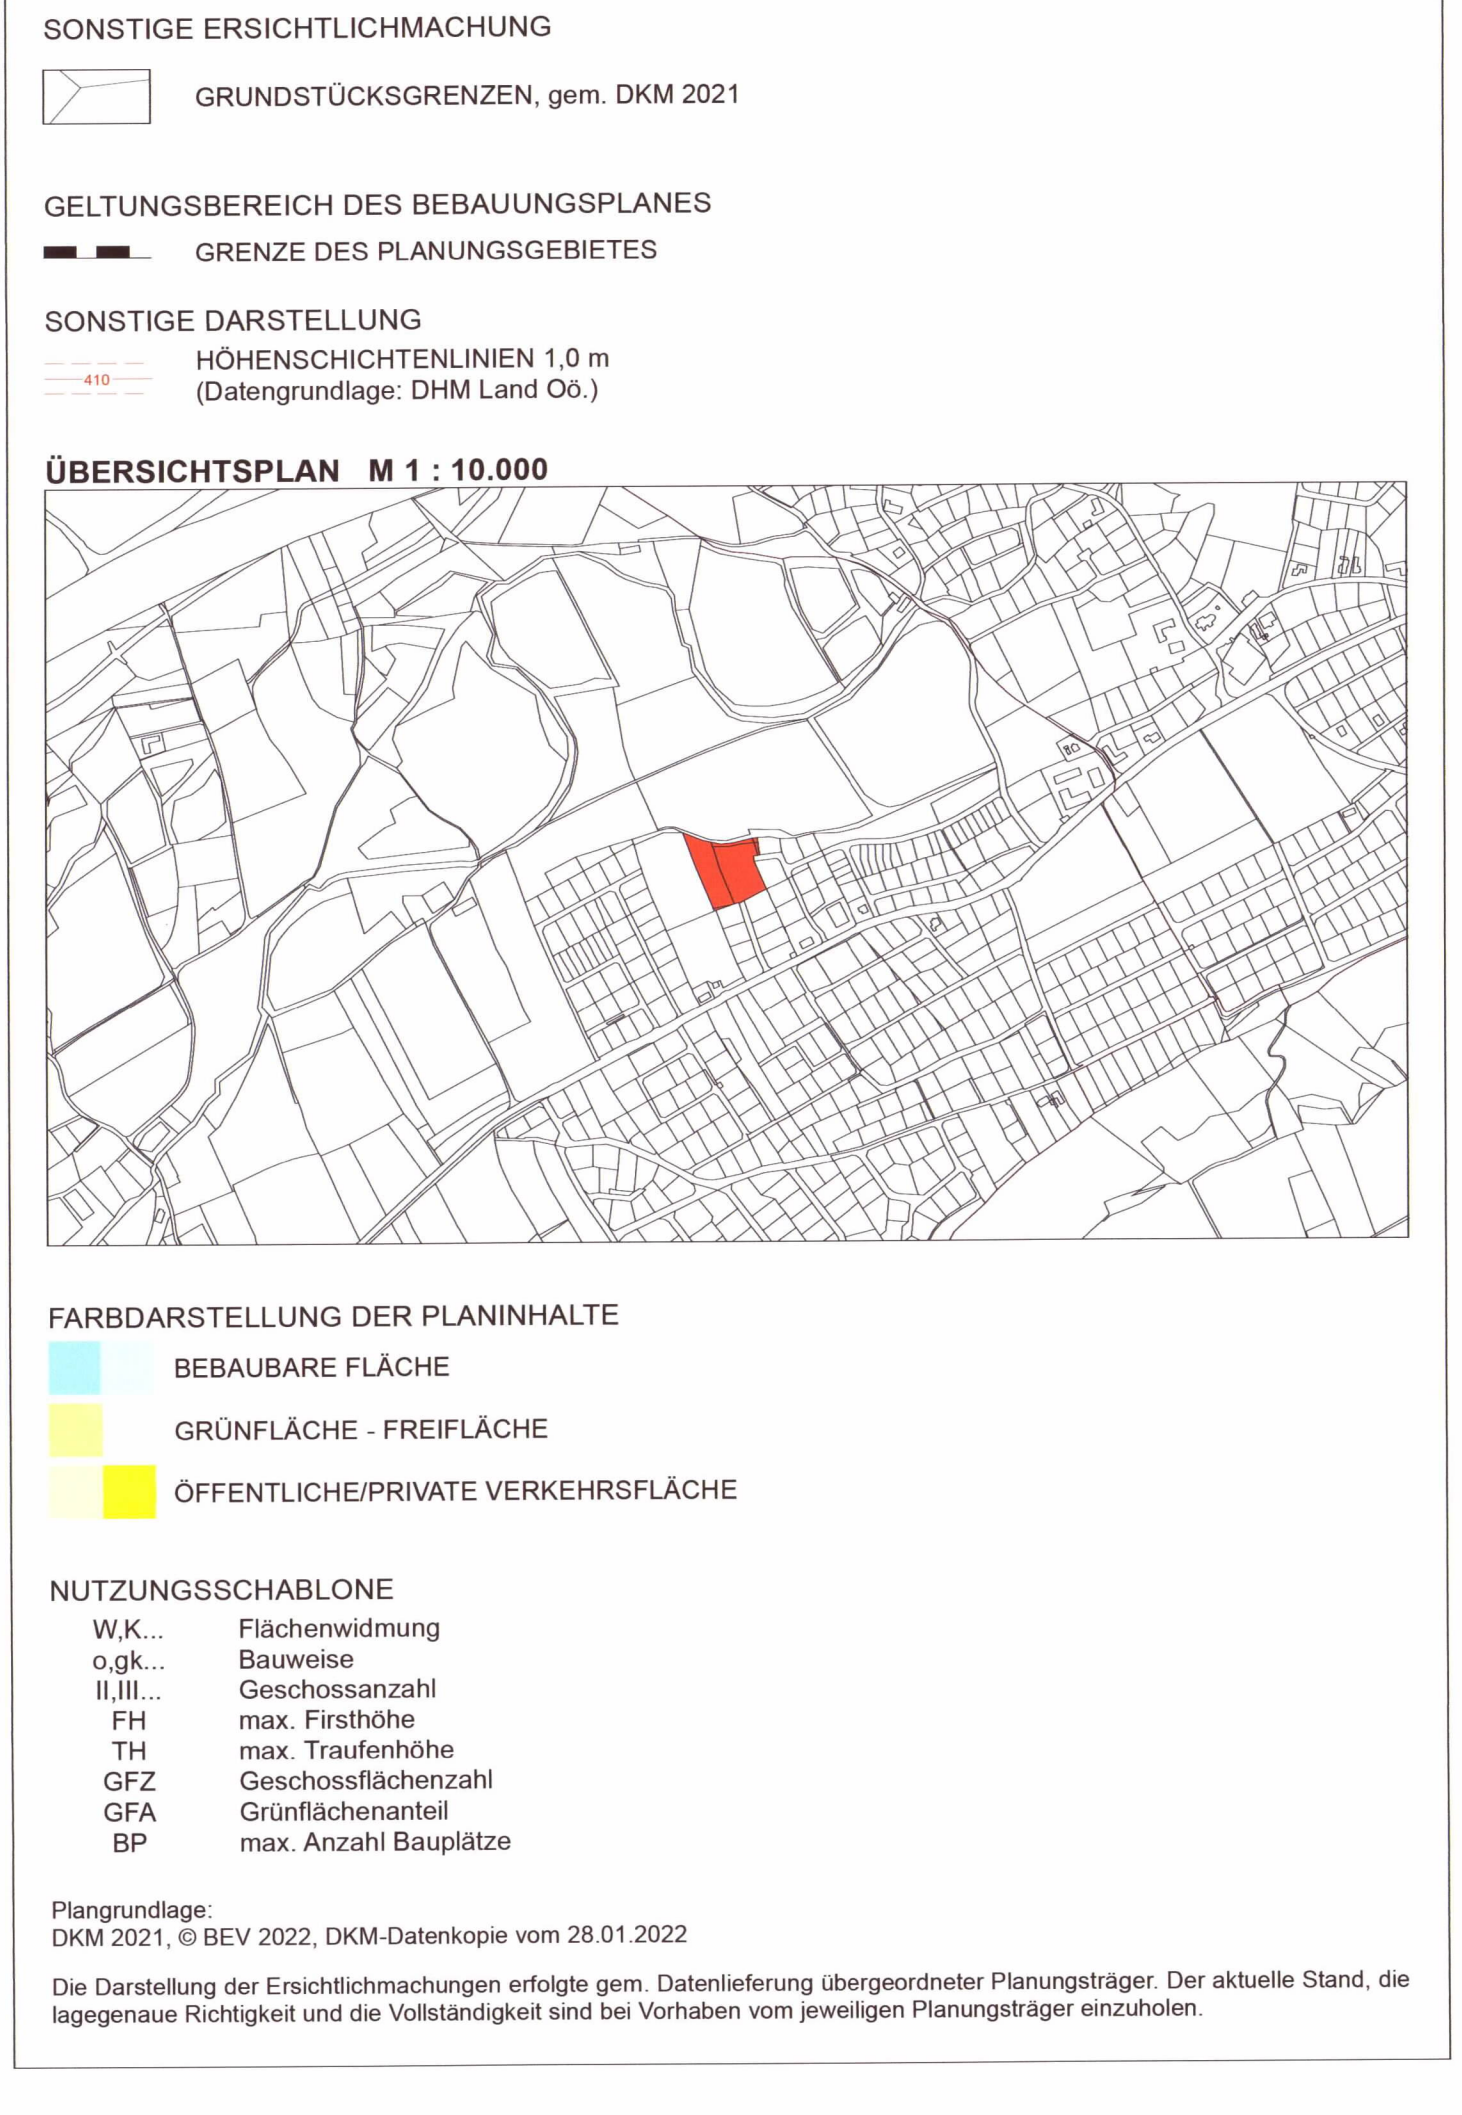 SONSTIGE ERSICHTLICHMACHUNG
GRUNDSTÜCKSGRENZEN, gem. DKM 2021
GELTUNGSBEREICH DES BEBAUUNGSPLANES
GRENZE DES PLANUNGSGEBIETES
SONSTIGE DARSTELLUNG
HÖHENSCHICHTENLINIEN 1,0 m
410
(Datengrundlage: DHM Land Oö.)
ÜBERSICHTSPLAN M 1 : 10.000
FARBDARSTELLUNG DER PLANINHALTE
BEBAUBARE FLÄCHE
GRÜNFLÄCHE - FREIFLÄCHE
ÖFFENTLICHE/PRIVATE VERKEHRSFLÄCHE
NUTZUNGSSCHABLONE
W,K... Flächenwidmung
o,gk... Bauweise
II,III... Geschossanzahl
FH max. Firsthöhe
TH max. Traufenhöhe
GFZ Geschossflächenzahl
GFA Grünflächenanteil
BP max. Anzahl Bauplätze
Plangrundlage:
DKM 2021, © BEV 2022, DKM-Datenkopie vom 28.01.2022
Die Darstellung der Ersichtlichmachungen erfolgte gem. Datenlieferung übergeordneter Planungsträger. Der aktuelle Stand, die
lagegenaue Richtigkeit und die Vollständigkeit sind bei Vorhaben vom jeweiligen Planungsträger einzuholen.